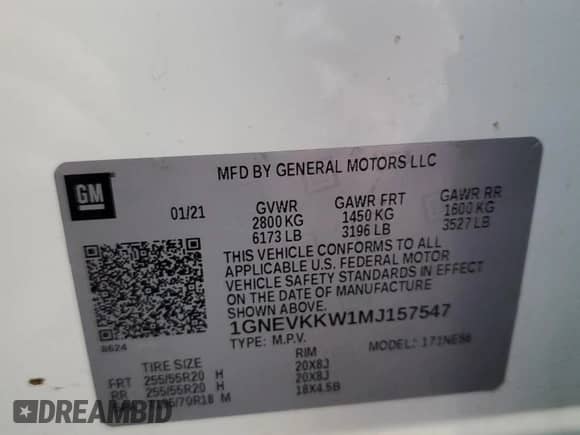 MFD BY GENERAL MOTORS LLC
GM
01/21 GVWR GAWR FRT GAWR RR
2800 KG 1450 KG 1600 KG
6173 LB 3196 LB 3527 LB
THIS VEHICLE CONFORMS TO ALL
APPLICABLE U.S. FEDERAL MOTOR
VEHICLE SAFETY STANDARDS IN EFFECT
ON THE DATE OF MANUFACTURE
SHOWN ABOVE.
1GNEVKKW1MJ157547
8624
TYPE: M.P.V. MODEL: 171NE56
TIRE SIZE RIM
FRT 255/55R20 H 20X8J
RR 255/55R20 H 20X8J
/70R18 M 18X4.5B
DREAMBID